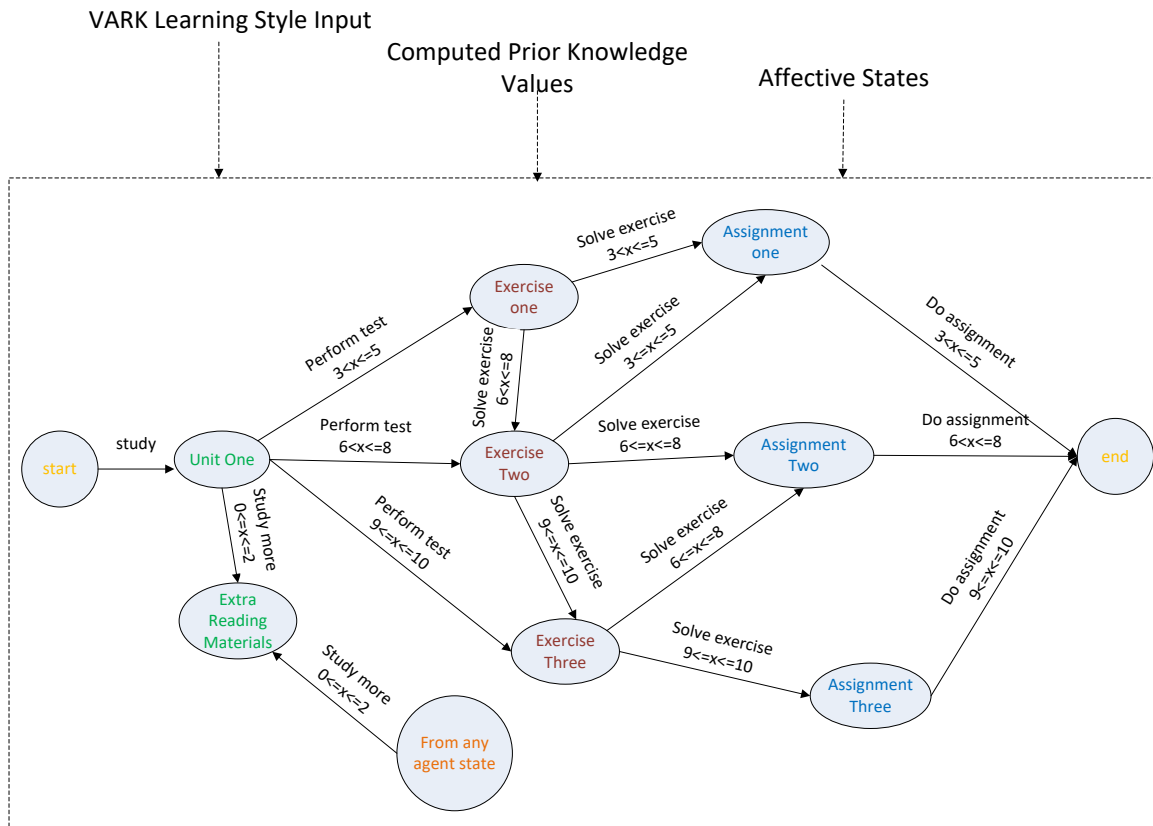 VARK Learning Style Input
Computed Prior Knowledge
Values
Affective States
Solve exercise
3<x<=5
Assignment
one
Exercise
one
Perform test
3<x<=5
Solve exercise
6<x<=8
Solve exercise
3<=x<=5
Do assignment
3<x<=5
start
study
Unit One
Perform test
6<x<=8
Exercise
Two
Solve exercise
6<=x<=8
Assignment
Two
Do assignment
6<x<=8
end
Study more
0<=x<=2
Perform test
9<=x<=10
Solve exercise
9<=x<=10
Solve exercise
6<=x<=8
Do assignment
9<=x<=10
Extra
Reading
Materials
Exercise
Three
Solve exercise
9<=x<=10
Assignment
Three
Study more
0<=x<=2
From any
agent state